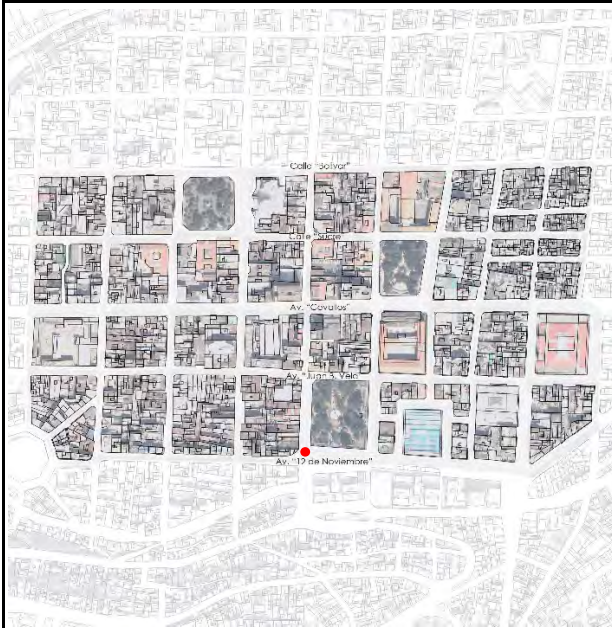 Calle "Bolívar"
Calle "Sucre"
Av. "Cevallos"
Av. "Juan B. Vela"
Av. "12 de Noviembre"